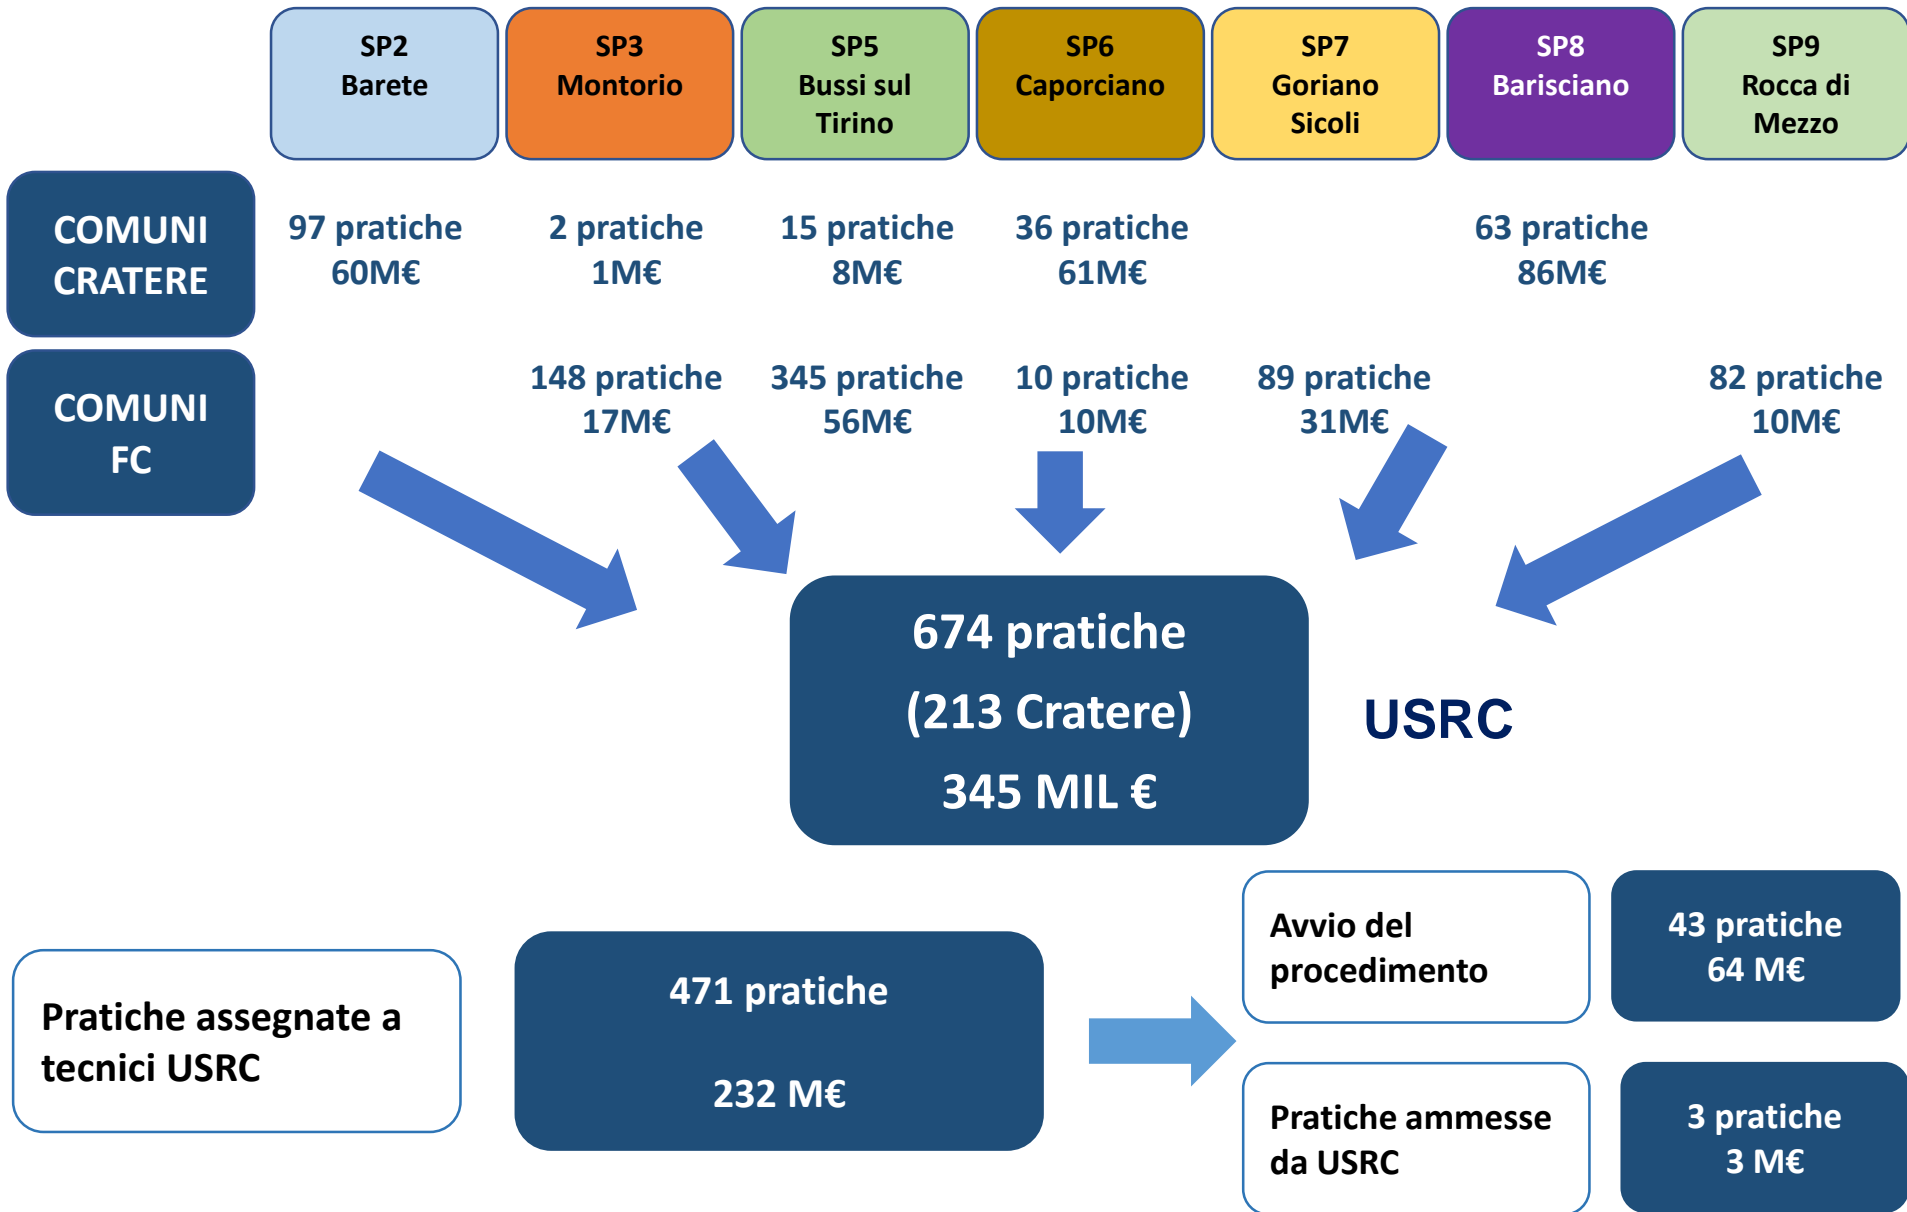 SP2
Barete
SP3
Montorio
SP5
Bussi sul
Tirino
SP6
Caporciano
SP7
Goriano
Sicoli
SP8
Barisciano
SP9
Rocca di
Mezzo
COMUNI
CRATERE
97 pratiche
60M€
2 pratiche
1M€
15 pratiche
8M€
36 pratiche
61M€
63 pratiche
86M€
COMUNI
FC
148 pratiche
17M€
345 pratiche
56M€
10 pratiche
10M€
89 pratiche
31M€
82 pratiche
10M€
674 pratiche
(213 Cratere)
345 MIL €
USRC
Pratiche assegnate a
tecnici USRC
471 pratiche
232 M€
Avvio del
procedimento
43 pratiche
64 M€
Pratiche ammesse
da USRC
3 pratiche
3 M€